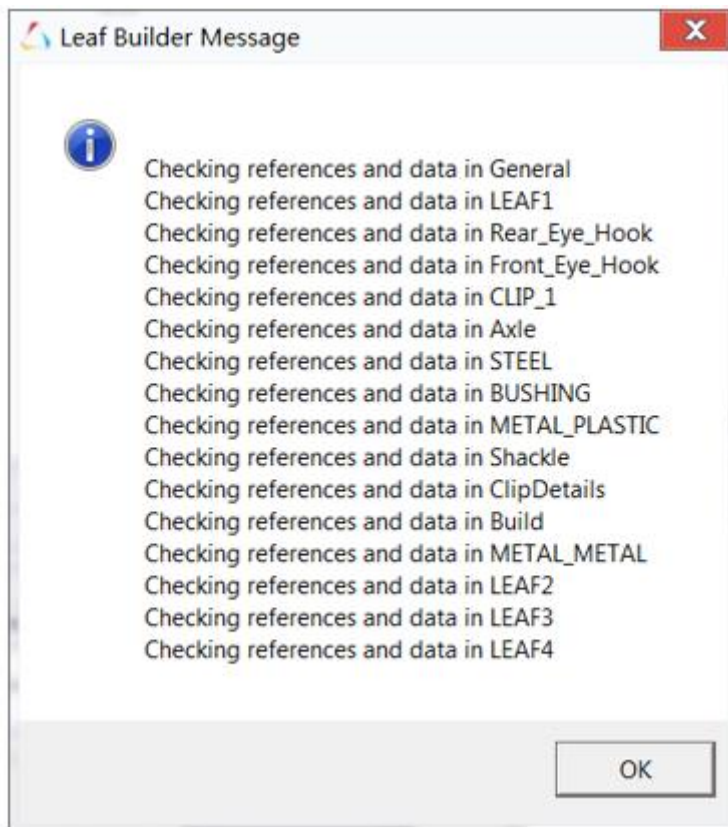 Leaf Builder Message
Checking references and data in General
Checking references and data in LEAF1
Checking references and data in Rear_Eye_Hook
Checking references and data in Front_Eye_Hook
Checking references and data in CLIP_1
Checking references and data in Axle
Checking references and data in STEEL
Checking references and data in BUSHING
Checking references and data in METAL_PLASTIC
Checking references and data in Shackle
Checking references and data in ClipDetails
Checking references and data in Build
Checking references and data in METAL_METAL
Checking references and data in LEAF2
Checking references and data in LEAF3
Checking references and data in LEAF4
OK